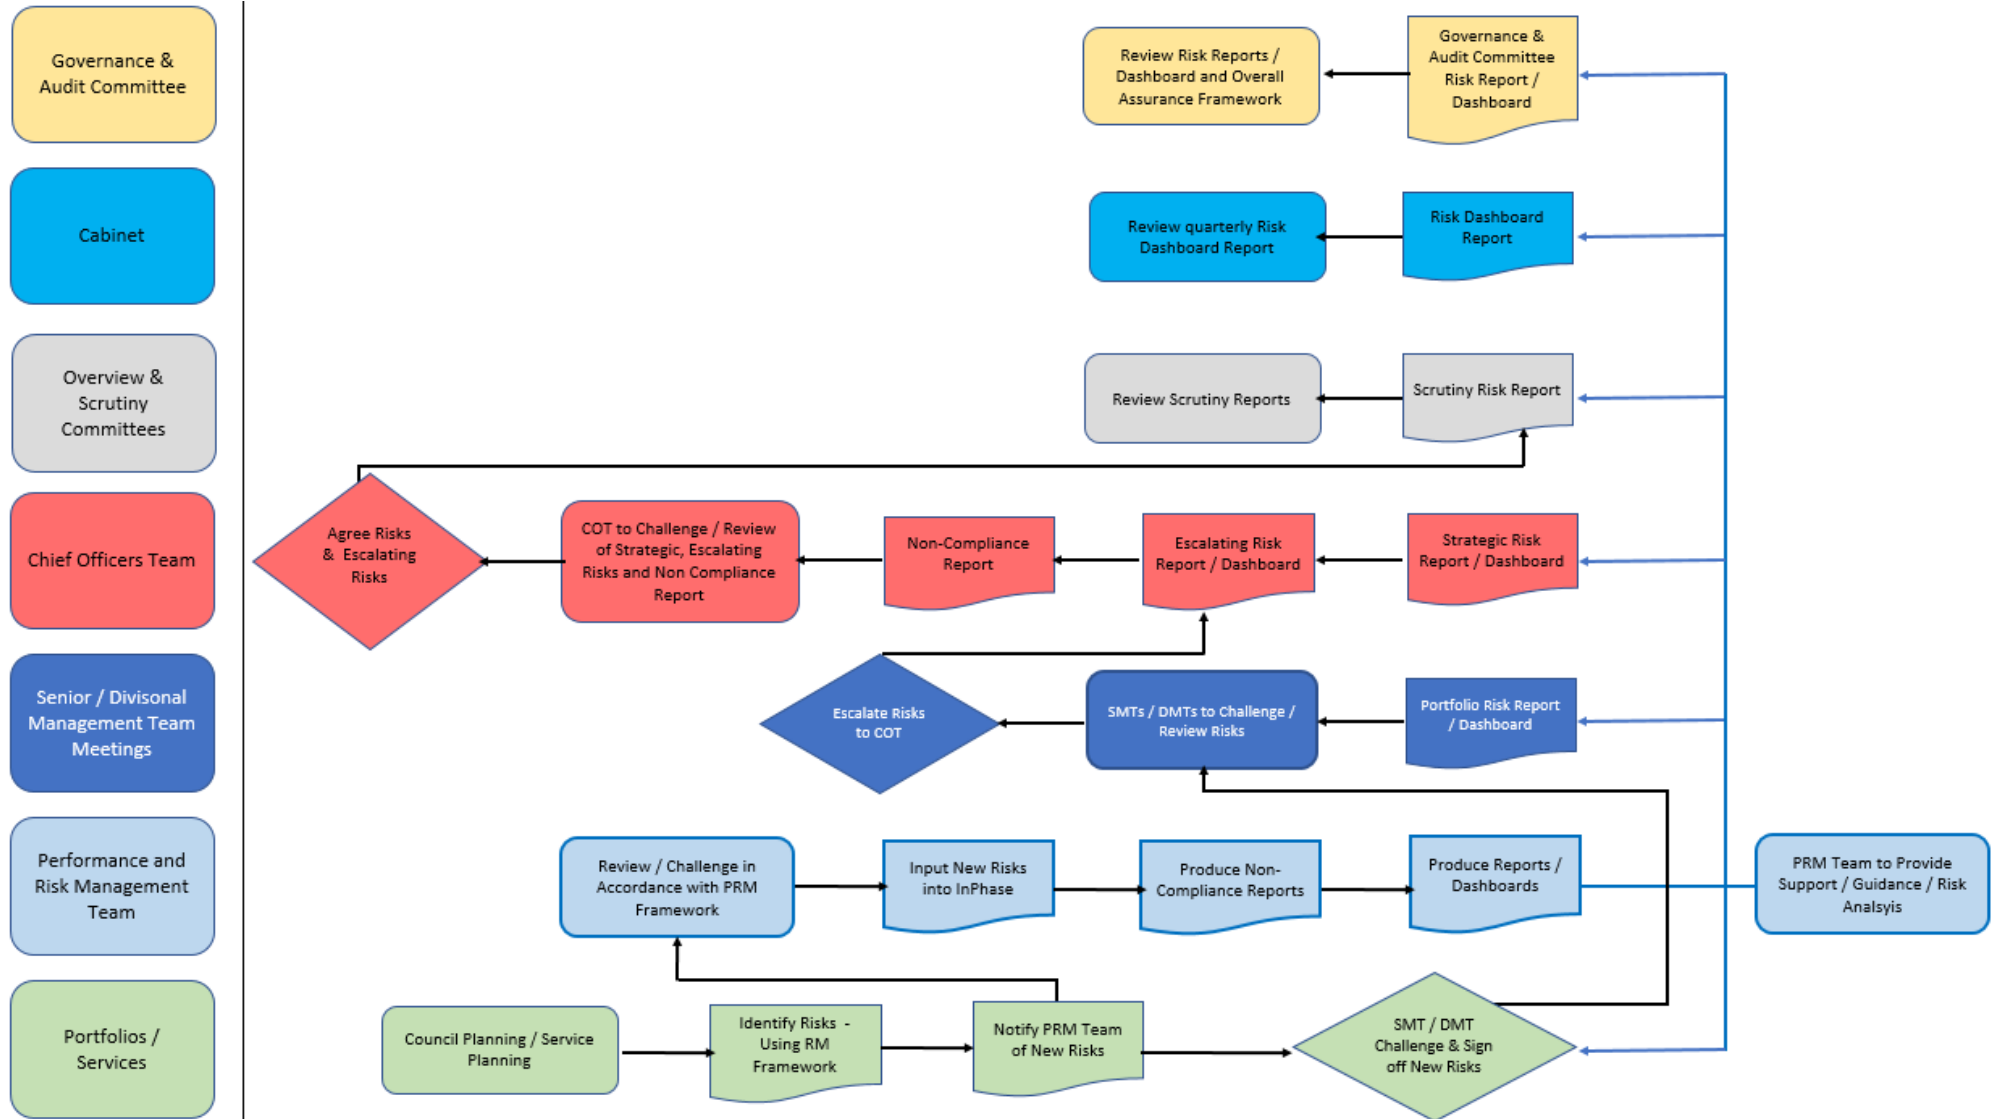 Governance &
Audit Committee
Review Risk Reports /
Dashboard and Overall
Assurance Framework
Governance &
Audit Committee
Risk Report /
Dashboard
Cabinet
Review quarterly Risk
Dashboard Report
Risk Dashboard
Report
Overview &
Scrutiny
Committees
Review Scrutiny Reports
Scrutiny Risk Report
Chief Officers Team
Agree Risks
& Escalating
Risks
COT to Challenge / Review
of Strategic, Escalating
Risks and Non Compliance
Report
Non-Compliance
Report
Escalating Risk
Report / Dashboard
Strategic Risk
Report / Dashboard
Senior / Divisonal
Management Team
Meetings
Escalate Risks
to COT
SMTs / DMTs to Challenge /
Review Risks
Portfolio Risk Report
/ Dashboard
Performance and
Risk Management
Team
Review / Challenge in
Accordance with PRM
Framework
Input New Risks
into InPhase
Produce Non-
Compliance Reports
Produce Reports /
Dashboards
PRM Team to Provide
Support / Guidance / Risk
Analsyis
Portfolios /
Services
Council Planning / Service
Planning
Identify Risks -
Using RM
Framework
Notify PRM Team
of New Risks
SMT / DMT
Challenge & Sign
off New Risks